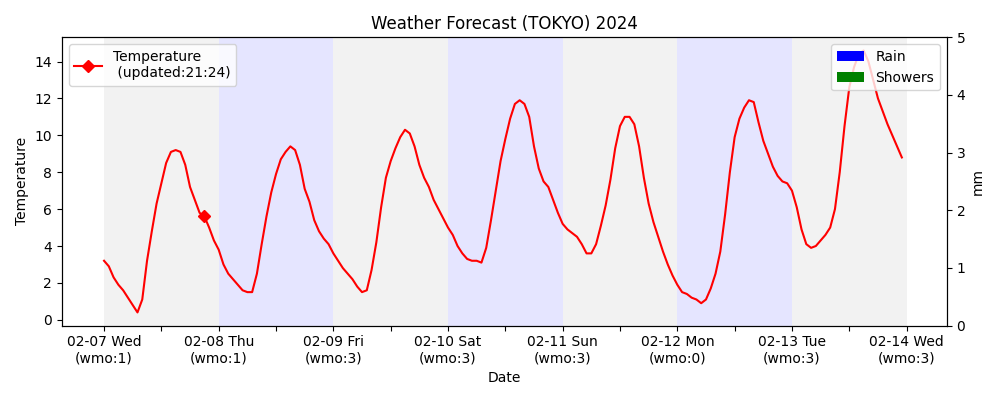 Weather Forecast (TOKYO) 2024
Temperature
(updated:21:24)
Rain
Showers
14
12
10
8
6
4
2
0
Temperature
5
4
3
2
1
0
mm
02-07 Wed 02-08 Thu 02-09 Fri 02-10 Sat 02-11 Sun 02-12 Mon 02-13 Tue 02-14 Wed
(wmo:1) (wmo:1) (wmo:3) (wmo:3) (wmo:3) (wmo:0) (wmo:3) (wmo:3)
Date